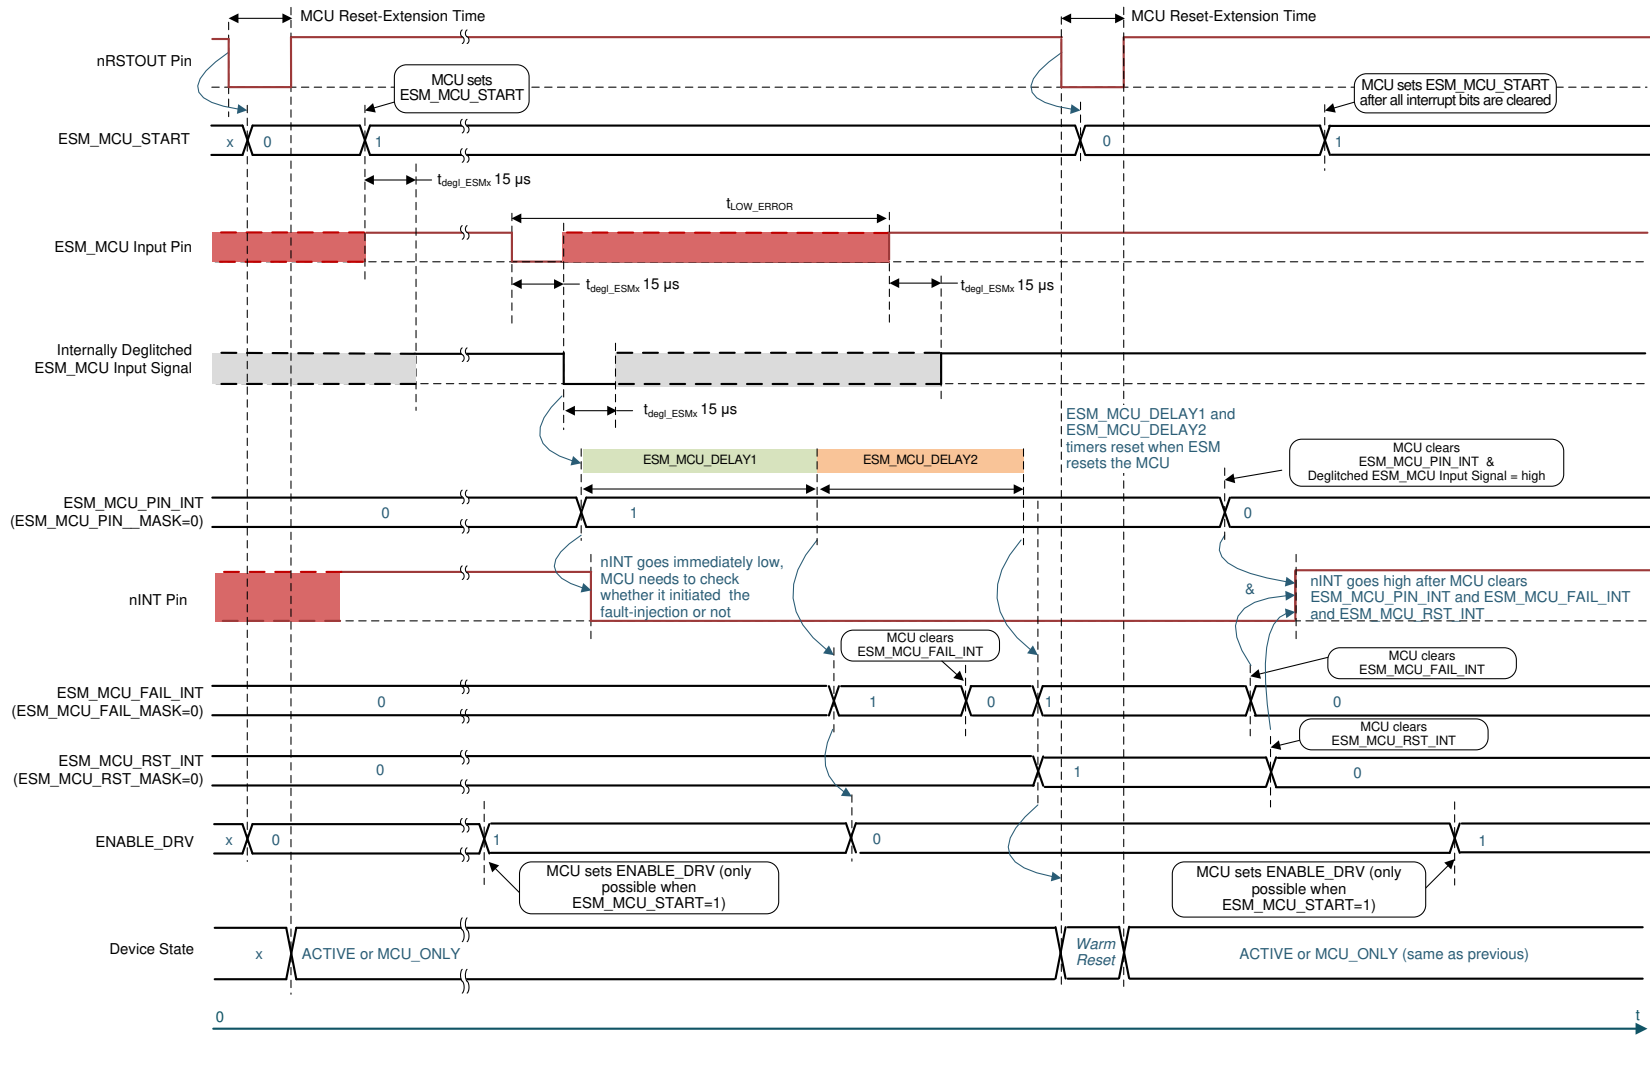 MCU Reset-Extension Time
MCU Reset-Extension Time
nRSTOUT Pin
MCU sets
ESM_MCU_START
MCU sets ESM_MCU_START
after all interrupt bits are cleared
ESM_MCU_START
x
0
1
0
1
tdegl_ESMx 15 µs
tLOW_ERROR
ESM_MCU Input Pin
tdegl_ESMx 15 µs
tdegl_ESMx 15 µs
Internally Deglitched
ESM_MCU Input Signal
tdegl_ESMx 15 µs
ESM_MCU_DELAY1 and
ESM_MCU_DELAY2
timers reset when ESM
resets the MCU
ESM_MCU_DELAY1
ESM_MCU_DELAY2
MCU clears
ESM_MCU_PIN_INT &
Deglitched ESM_MCU Input Signal = high
ESM_MCU_PIN_INT
(ESM_MCU_PIN__MASK=0)
0
1
0
nINT goes immediately low,
MCU needs to check
whether it initiated the
fault-injection or not
nINT Pin
&
nINT goes high after MCU clears
ESM_MCU_PIN_INT and ESM_MCU_FAIL_INT
and ESM_MCU_RST_INT
MCU clears
ESM_MCU_FAIL_INT
MCU clears
ESM_MCU_FAIL_INT
ESM_MCU_FAIL_INT
(ESM_MCU_FAIL_MASK=0)
0
1
0
1
0
MCU clears
ESM_MCU_RST_INT
ESM_MCU_RST_INT
(ESM_MCU_RST_MASK=0)
0
1
0
ENABLE_DRV
x
0
1
0
1
MCU sets ENABLE_DRV (only
possible when
ESM_MCU_START=1)
MCU sets ENABLE_DRV (only
possible when
ESM_MCU_START=1)
Device State
x
ACTIVE or MCU_ONLY
Warm
Reset
ACTIVE or MCU_ONLY (same as previous)
0
t